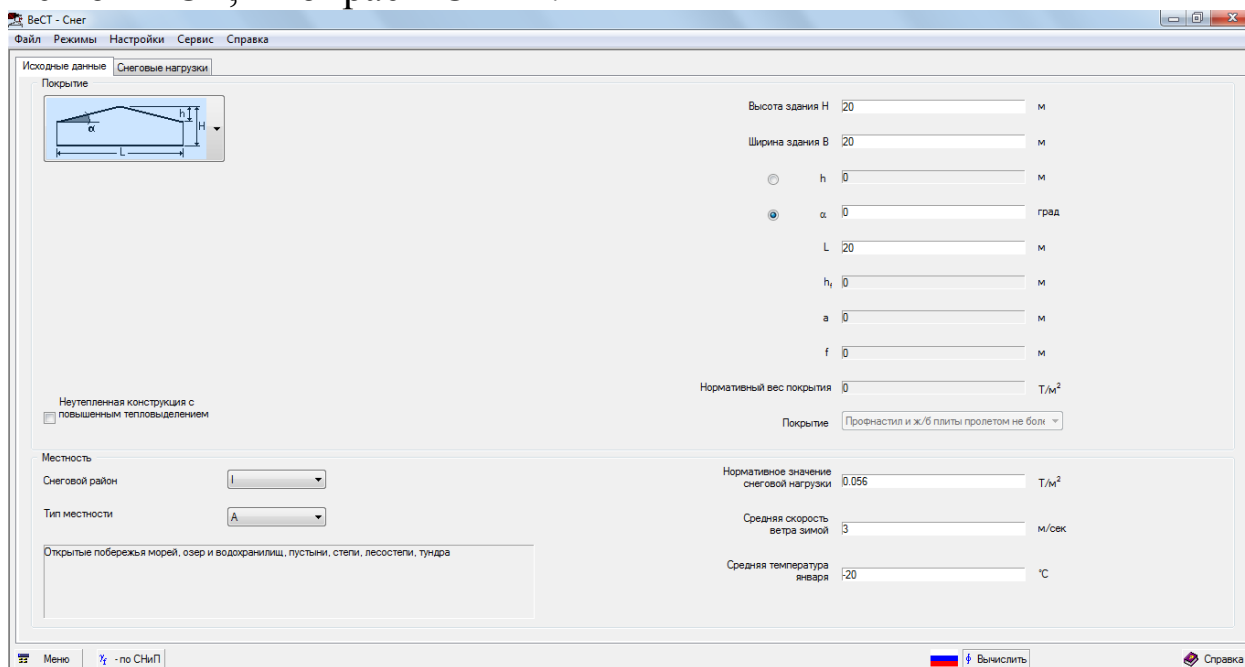 ВеСТ - Снег
Файл Режимы Настройки Сервис Справка
Исходные данные Снеговые нагрузки
Покрытие
h
H
α
L
Высота здания H 20 м
Ширина здания B 20 м
h 0 м
α 0 град
L 20 м
hf 0 м
a 0 м
f 0 м
Нормативный вес покрытия 0 Т/м²
Неутепленная конструкция с
повышенным тепловыделением
Покрытие Профнастил и ж/б плиты пролетом не боле
Местность
Снеговой район I
Тип местности A
Открытые побережья морей, озер и водохранилищ, пустыни, степи, лесостепи, тундра
Нормативное значение
снеговой нагрузки 0.056 Т/м²
Средняя скорость
ветра зимой 3 м/сек
Средняя температура
января -20 °C
Меню γf - по СНиП Вычислить Справка